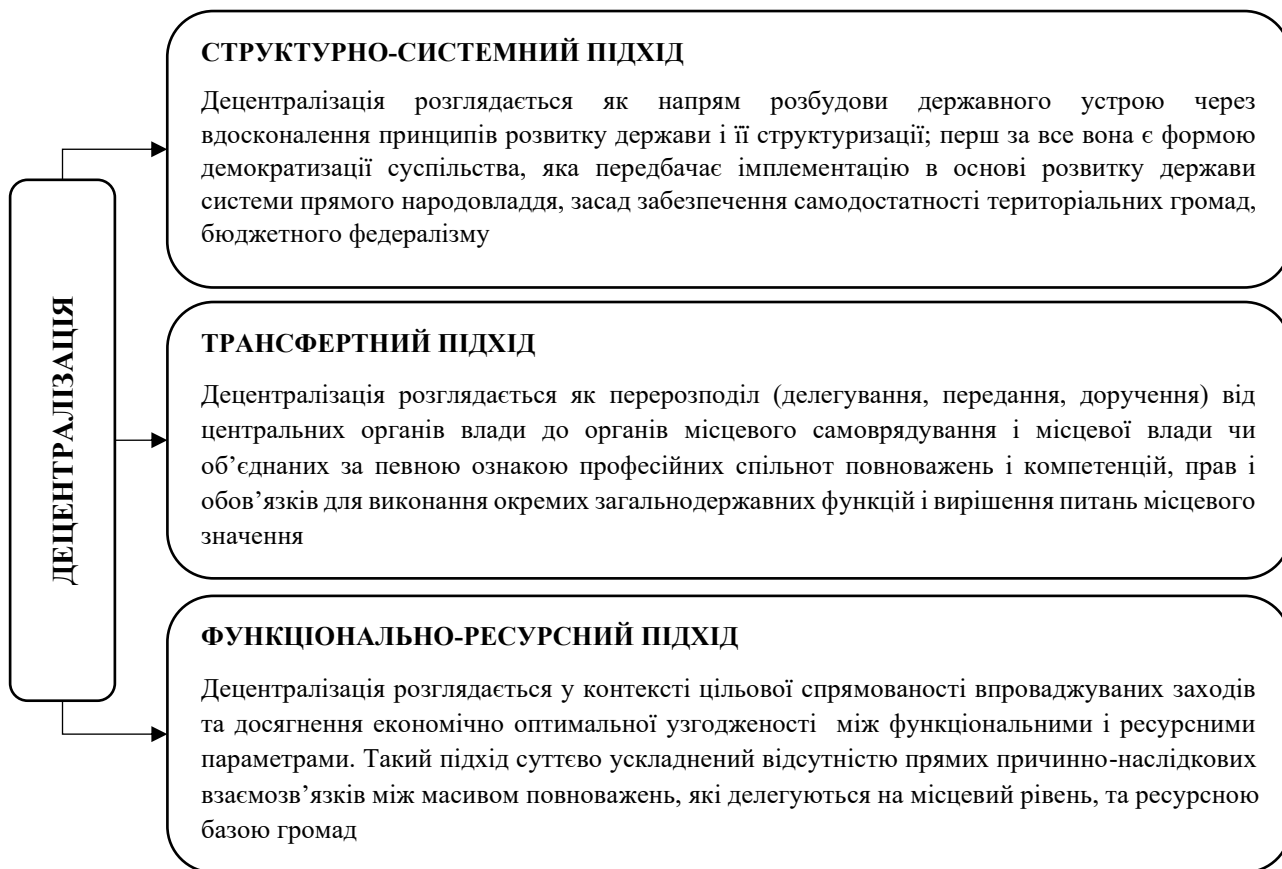 ДЕЦЕНТРАЛІЗАЦІЯ
СТРУКТУРНО-СИСТЕМНИЙ ПІДХІД
Децентралізація розглядається як напрям розбудови державного устрою через
вдосконалення принципів розвитку держави і її структуризації; перш за все вона є формою
демократизації суспільства, яка передбачає імплементацію в основі розвитку держави
системи прямого народовладдя, засад забезпечення самодостатності територіальних громад,
бюджетного федералізму
ТРАНСФЕРТНИЙ ПІДХІД
Децентралізація розглядається як перерозподіл (делегування, передання, доручення) від
центральних органів влади до органів місцевого самоврядування і місцевої влади чи
об’єднаних за певною ознакою професійних спільнот повноважень і компетенцій, прав і
обов’язків для виконання окремих загальнодержавних функцій і вирішення питань місцевого
значення
ФУНКЦІОНАЛЬНО-РЕСУРСНИЙ ПІДХІД
Децентралізація розглядається у контексті цільової спрямованості впроваджуваних заходів
та досягнення економічно оптимальної узгодженості між функціональними і ресурсними
параметрами. Такий підхід суттєво ускладнений відсутністю прямих причинно-наслідкових
взаємозв’язків між масивом повноважень, які делегуються на місцевий рівень, та ресурсною
базою громад